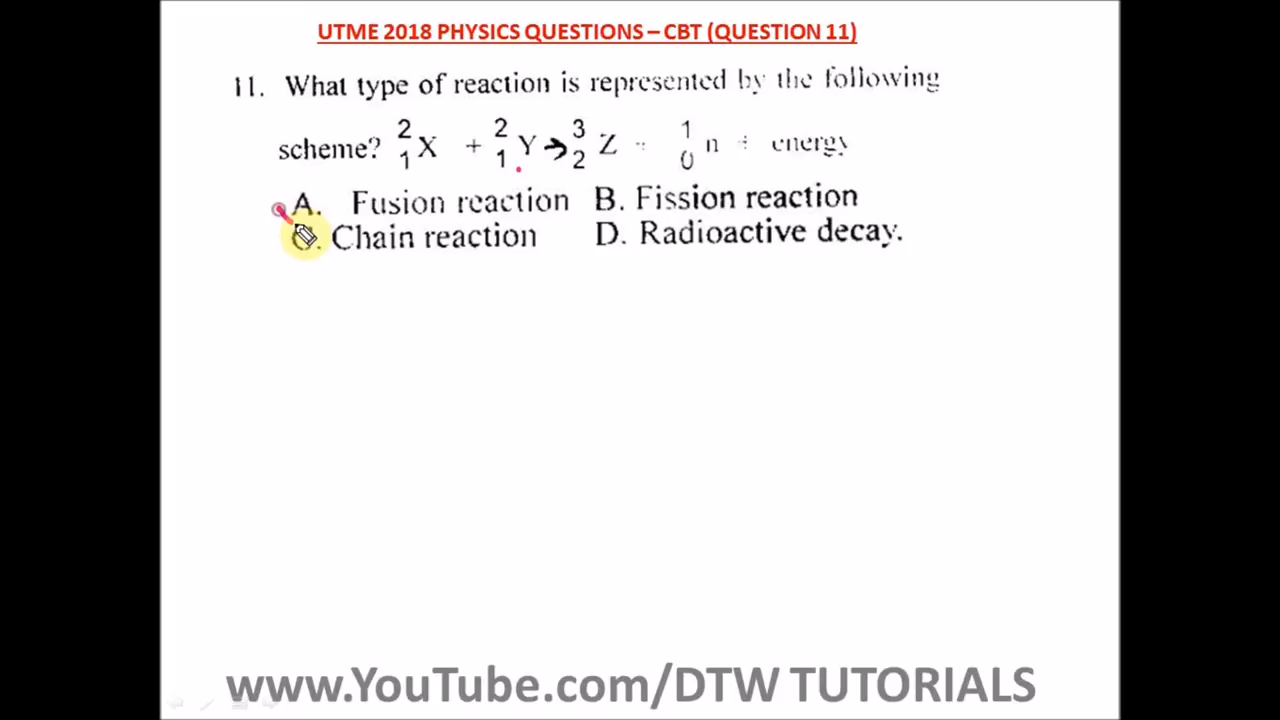 UTME 2018 PHYSICS QUESTIONS – CBT (QUESTION 11)
11. What type of reaction is represented by the following
scheme? ²₁X + ²₁Y → ³₂Z + ¹₀n + energy
A. Fusion reaction B. Fission reaction
C. Chain reaction D. Radioactive decay.
www.YouTube.com/DTW TUTORIALS